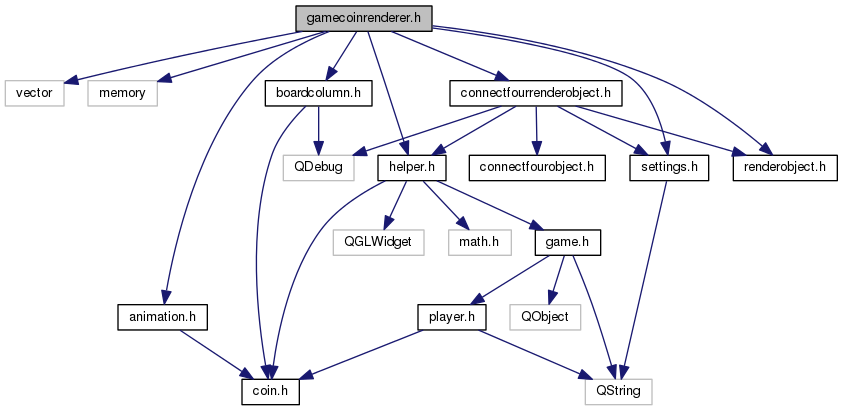 gamecoinrenderer.h
vector
memory
boardcolumn.h
connectfourrenderobject.h
QDebug
helper.h
connectfourobject.h
settings.h
renderobject.h
QGLWidget
math.h
game.h
animation.h
player.h
QObject
coin.h
QString